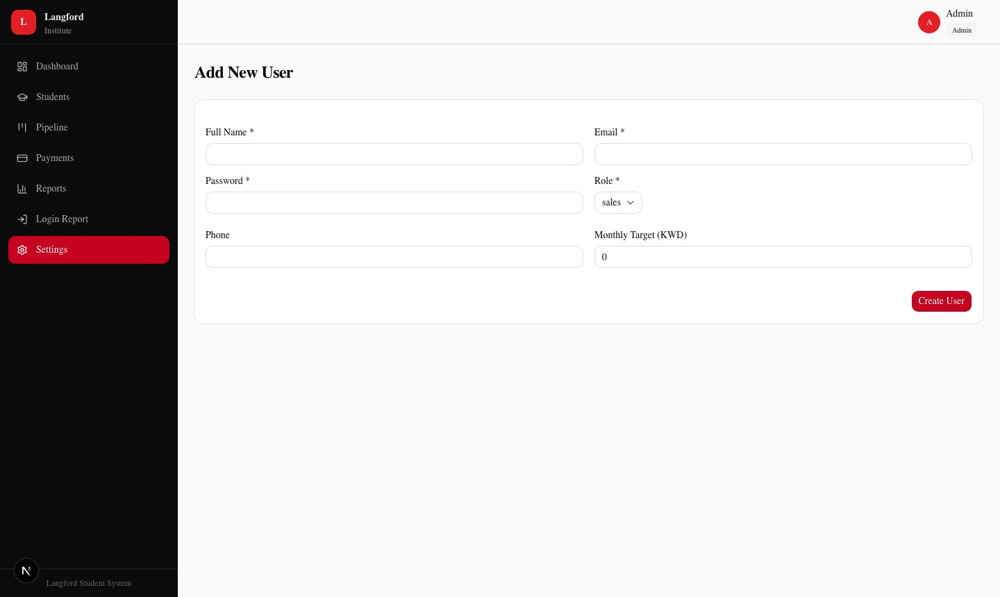 L
Langford
Institute
A
Admin
Admin
Dashboard
Students
Pipeline
Payments
Reports
Login Report
Settings
Add New User
Full Name *
Email *
Password *
Role *
sales
Phone
Monthly Target (KWD)
0
Create User
N
Langford Student System